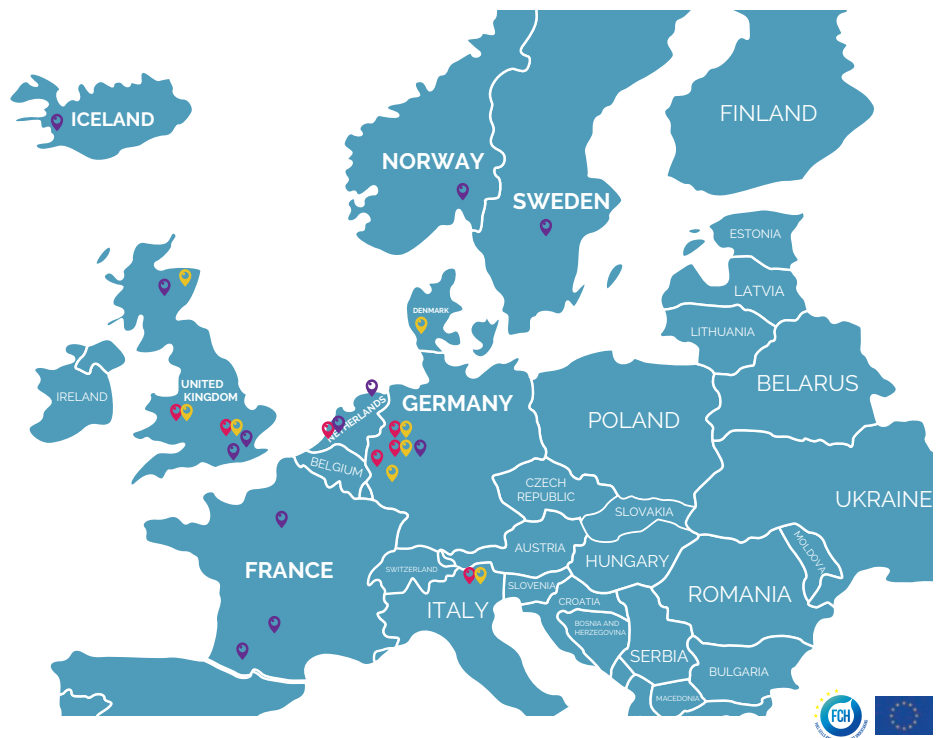 ICELAND
FINLAND
NORWAY
SWEDEN
ESTONIA
LATVIA
DENMARK
LITHUANIA
UNITED
KINGDOM
BELARUS
IRELAND
NETHERLANDS
GERMANY
POLAND
BELGIUM
CZECH
REPUBLIC
UKRAINE
SLOVAKIA
AUSTRIA
MOLDOVA
HUNGARY
FRANCE
SWITZERLAND
SLOVENIA
ROMANIA
CROATIA
ITALY
BOSNIA AND
HERZEGOVINA
SERBIA
BULGARIA
MACEDONIA
FCH